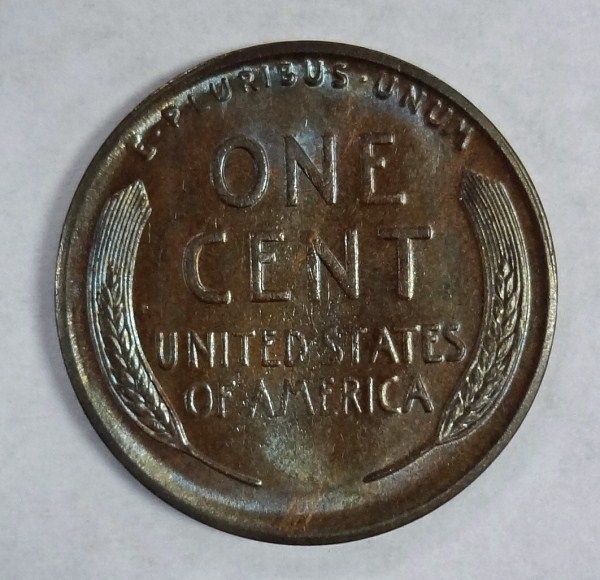 E·PLURIBUS·UNUM
ONE
CENT
UNITED·STATES
OF·AMERICA